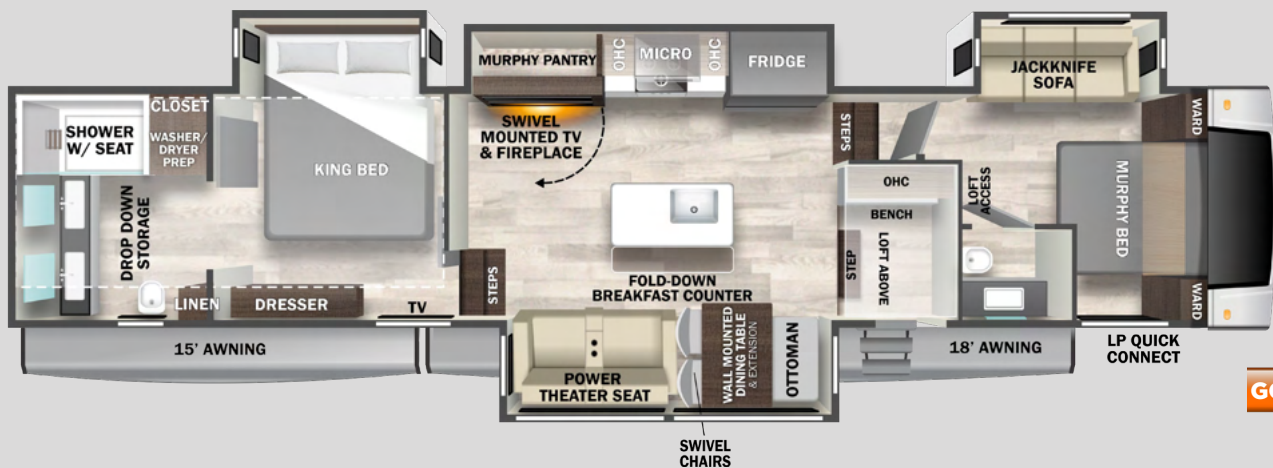 SHOWER
W/ SEAT
CLOSET
WASHER/
DRYER
PREP
DROP DOWN
STORAGE
LINEN
KING BED
DRESSER
TV
STEPS
MURPHY PANTRY
OHC
MICRO
OHC
FRIDGE
SWIVEL
MOUNTED TV
& FIREPLACE
FOLD-DOWN
BREAKFAST COUNTER
POWER
THEATER SEAT
WALL MOUNTED
DINING TABLE
& EXTENSION
OTTOMAN
SWIVEL
CHAIRS
STEPS
OHC
BENCH
STEP
LOFT ABOVE
LOFT
ACCESS
JACKKNIFE
SOFA
MURPHY BED
WARD
WARD
15' AWNING
18' AWNING
LP QUICK
CONNECT